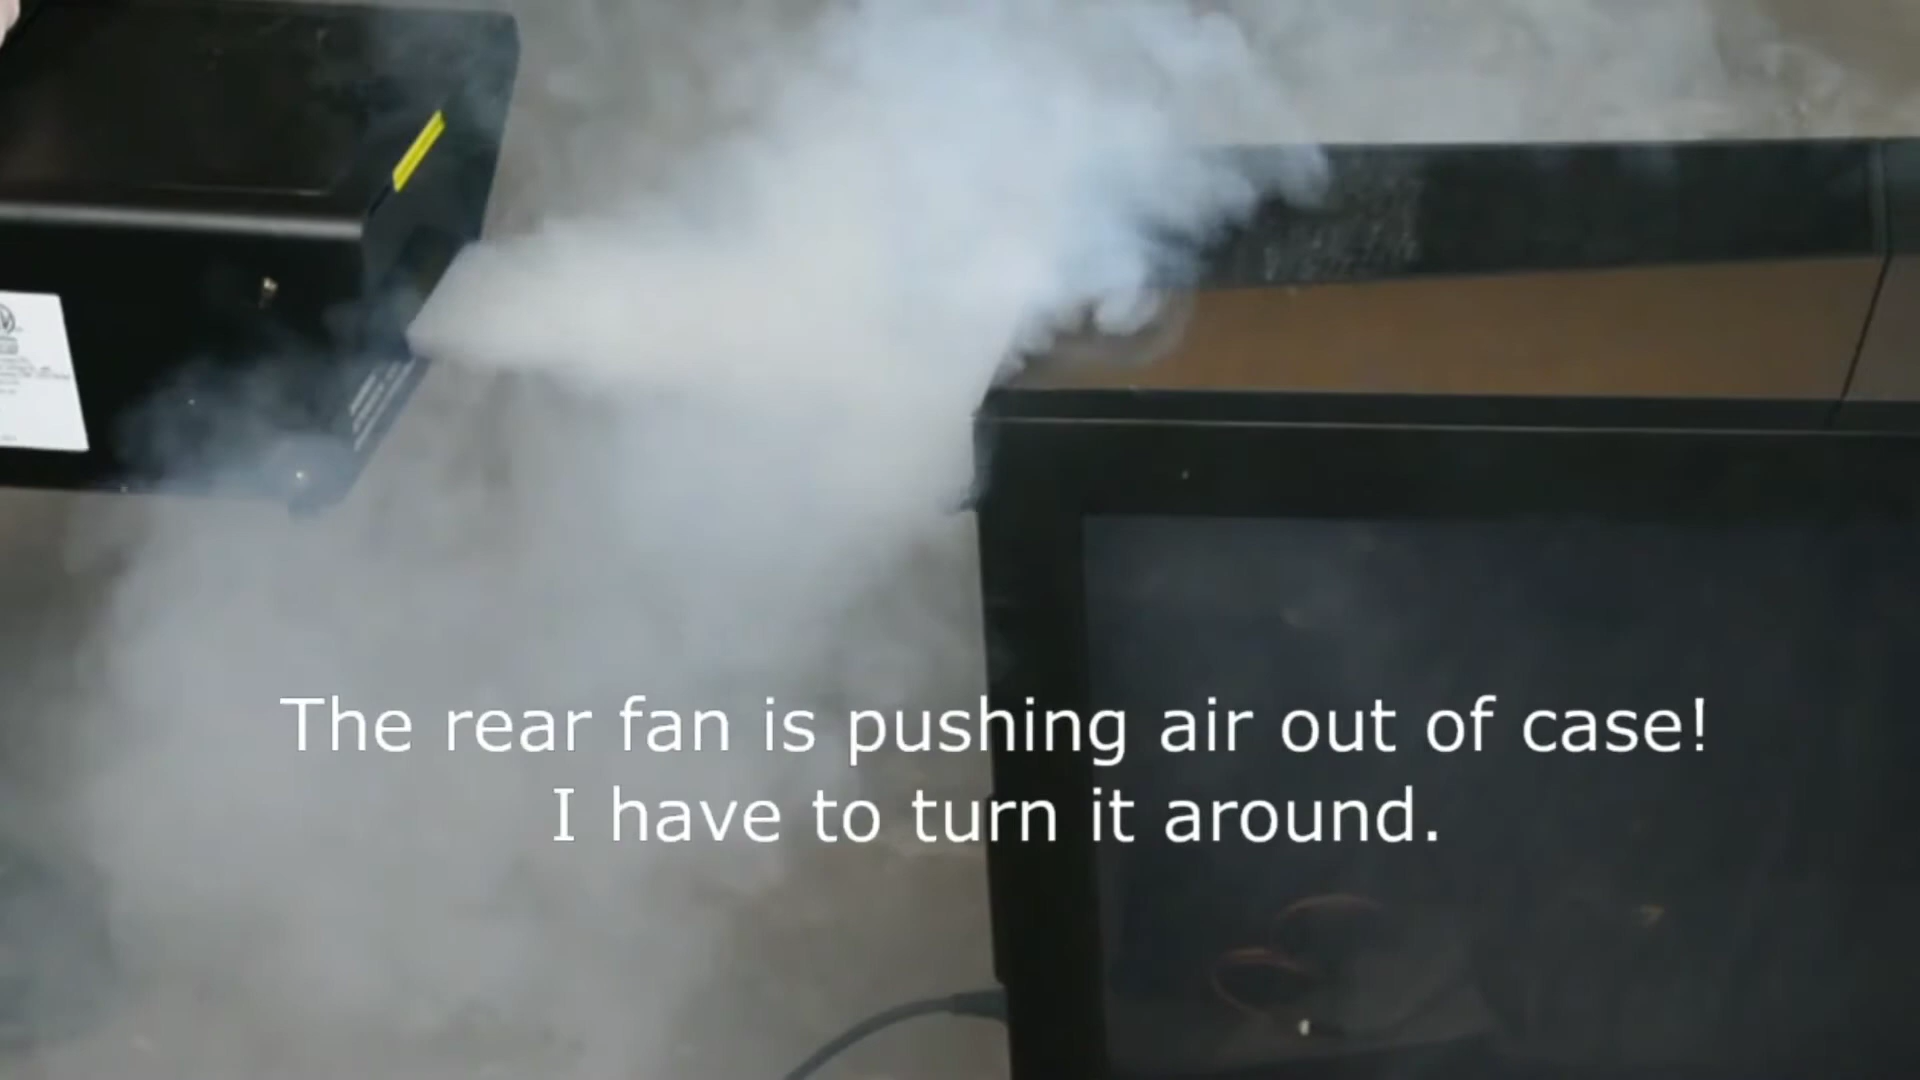 The rear fan is pushing air out of case!
I have to turn it around.